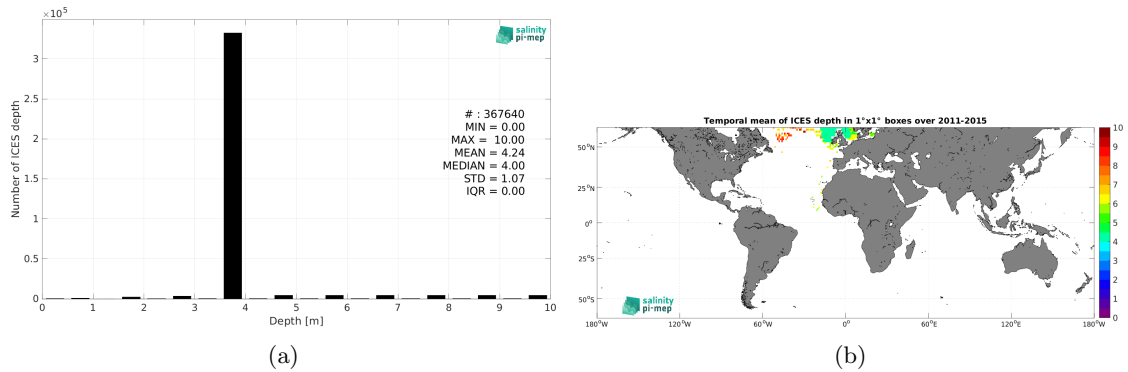 ×10⁵
3.5
3
2.5
2
1.5
1
0.5
0
Number of ICES depth
0 1 2 3 4 5 6 7 8 9 10
Depth [m]
salinity
pi-mep
# : 367640
MIN = 0.00
MAX = 10.00
MEAN = 4.24
MEDIAN = 4.00
STD = 1.07
IQR = 0.00
(a)
Temporal mean of ICES depth in 1°x1° boxes over 2011-2015
50°N
25°N
0°
25°S
50°S
180°W 120°W 60°W 0°W 60°E 120°E 180°W
salinity
pi-mep
10
9
8
7
6
5
4
3
2
1
0
(b)